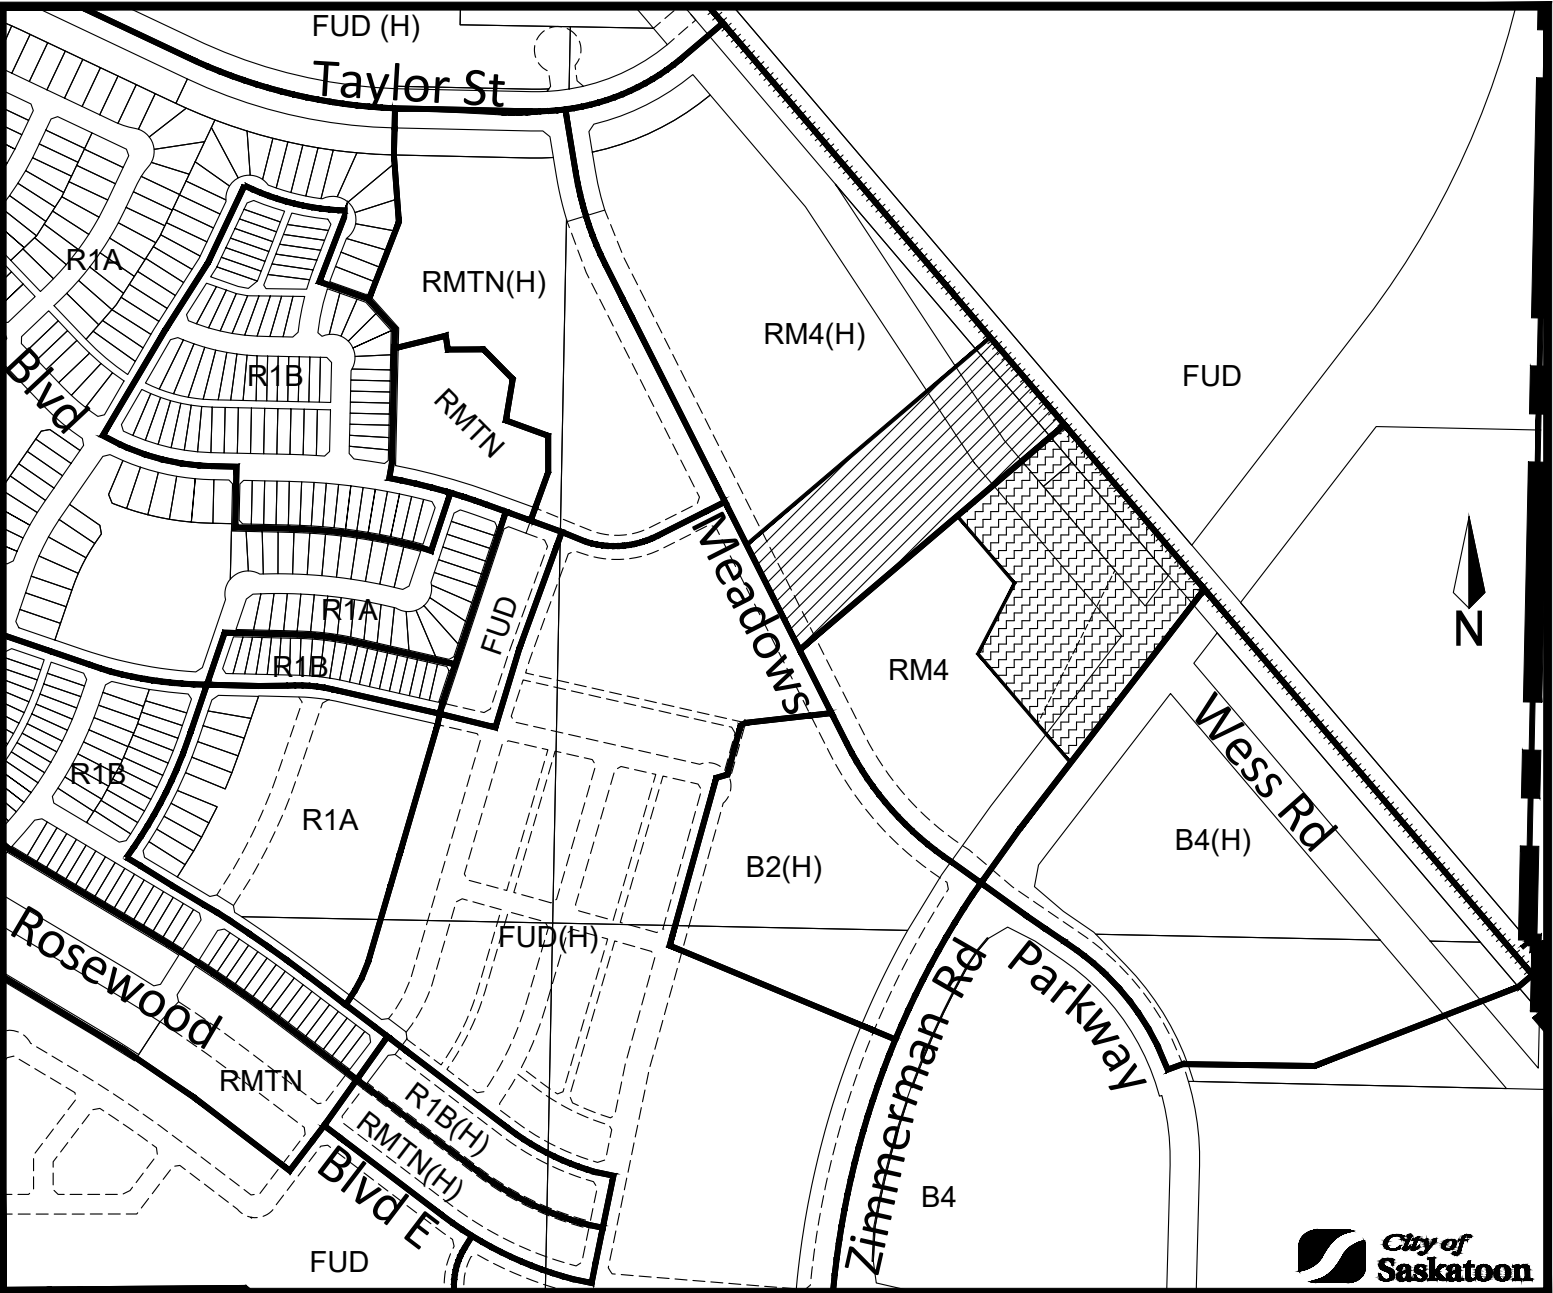 FUD (H)
Taylor St
R1A
RMTN(H)
RM4(H)
FUD
Blvd
R1B
RMTN
N
Meadows
R1A
FUD
R1B
RM4
Wess Rd
R1B
R1A
B4(H)
B2(H)
Rosewood
FUD(H)
Zimmerman Rd
Parkway
RMTN
R1B(H)
RMTN(H)
Blvd E
B4
FUD
City of
Saskatoon